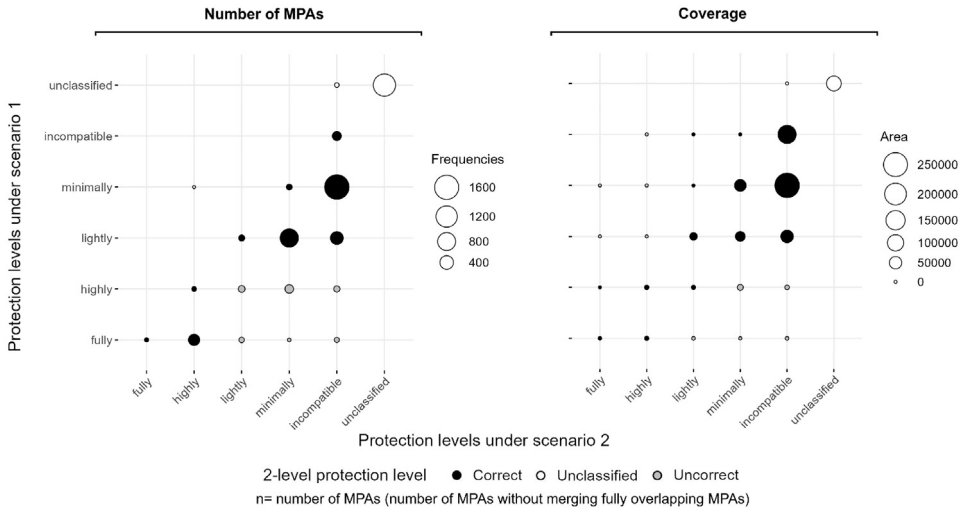 Number of MPAs
Coverage
Protection levels under scenario 1
unclassified
incompatible
minimally
lightly
highly
fully
fully
highly
lightly
minimally
incompatible
unclassified
Frequencies
1600
1200
800
400
fully
highly
lightly
minimally
incompatible
unclassified
Area
250000
200000
150000
100000
50000
0
Protection levels under scenario 2
2-level protection level Correct Unclassified Uncorrect
n= number of MPAs (number of MPAs without merging fully overlapping MPAs)